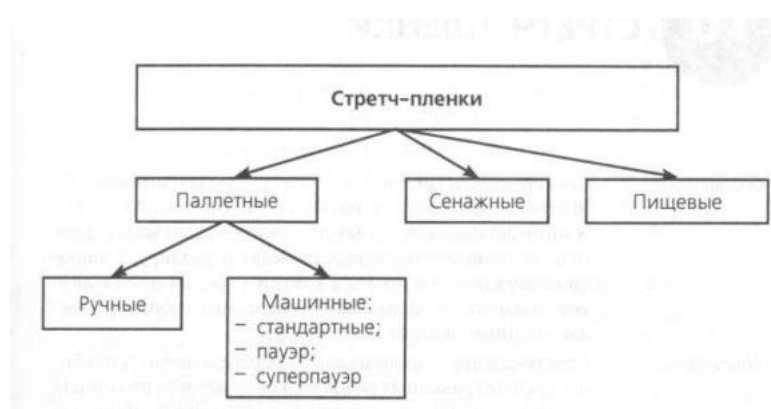 Стретч-пленки
Паллетные
Сенажные
Пищевые
Ручные
Машинные:
– стандартные;
– пауэр;
– суперпауэр